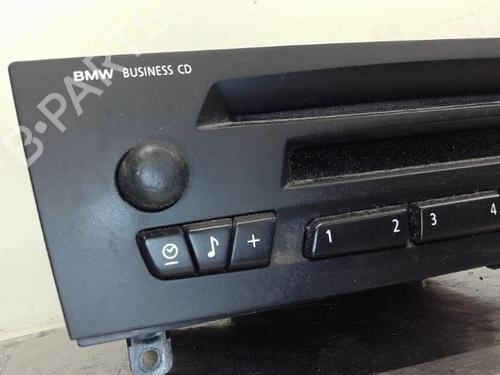 BMW BUSINESS CD
B-PARTS
+
1 2 3 4